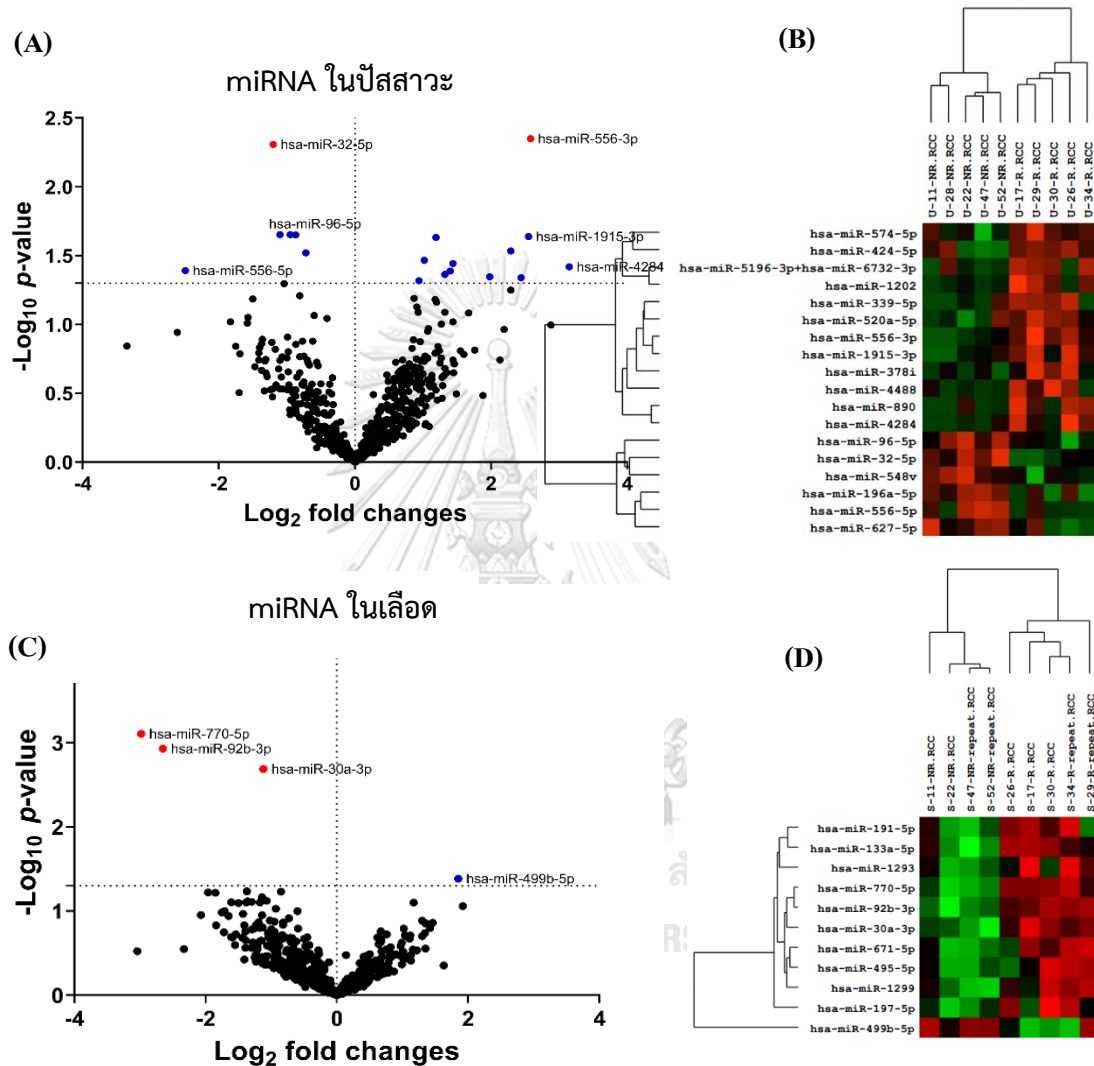 (A)
miRNA ในปัสสาวะ
2.5
2.0
1.5
1.0
0.5
0.0
-Log10 p-value
hsa-miR-32-5p
hsa-miR-556-3p
hsa-miR-96-5p
hsa-miR-1915-3p
hsa-miR-556-5p
hsa-miR-4284
-4
-2
0
2
4
Log2 fold changes
(B)
U-11-NR.RCC
U-28-NR.RCC
U-22-NR.RCC
U-47-NR.RCC
U-52-NR.RCC
U-17-R.RCC
U-29-R.RCC
U-30-R.RCC
U-26-R.RCC
U-34-R.RCC
hsa-miR-574-5p
hsa-miR-424-5p
hsa-miR-5196-3p+hsa-miR-6732-3p
hsa-miR-1202
hsa-miR-339-5p
hsa-miR-520a-5p
hsa-miR-556-3p
hsa-miR-1915-3p
hsa-miR-378i
hsa-miR-4488
hsa-miR-890
hsa-miR-4284
hsa-miR-96-5p
hsa-miR-32-5p
hsa-miR-548v
hsa-miR-196a-5p
hsa-miR-556-5p
hsa-miR-627-5p
miRNA ในเลือด
(C)
3
2
1
0
-Log10 p-value
hsa-miR-770-5p
hsa-miR-92b-3p
hsa-miR-30a-3p
hsa-miR-499b-5p
-4
-2
0
2
4
Log2 fold changes
(D)
S-11-NR.RCC
S-22-NR.RCC
S-47-NR-repeat.RCC
S-52-NR-repeat.RCC
S-26-R.RCC
S-17-R.RCC
S-30-R.RCC
S-34-R-repeat.RCC
S-29-R-repeat.RCC
hsa-miR-191-5p
hsa-miR-133a-5p
hsa-miR-1293
hsa-miR-770-5p
hsa-miR-92b-3p
hsa-miR-30a-3p
hsa-miR-671-5p
hsa-miR-495-5p
hsa-miR-1299
hsa-miR-197-5p
hsa-miR-499b-5p